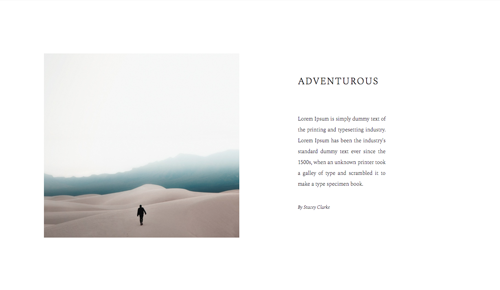 ADVENTUROUS
Lorem Ipsum is simply dummy text of
the printing and typesetting industry.
Lorem Ipsum has been the industry's
standard dummy text ever since the
1500s, when an unknown printer took
a galley of type and scrambled it to
make a type specimen book.
By Stacey Clarke